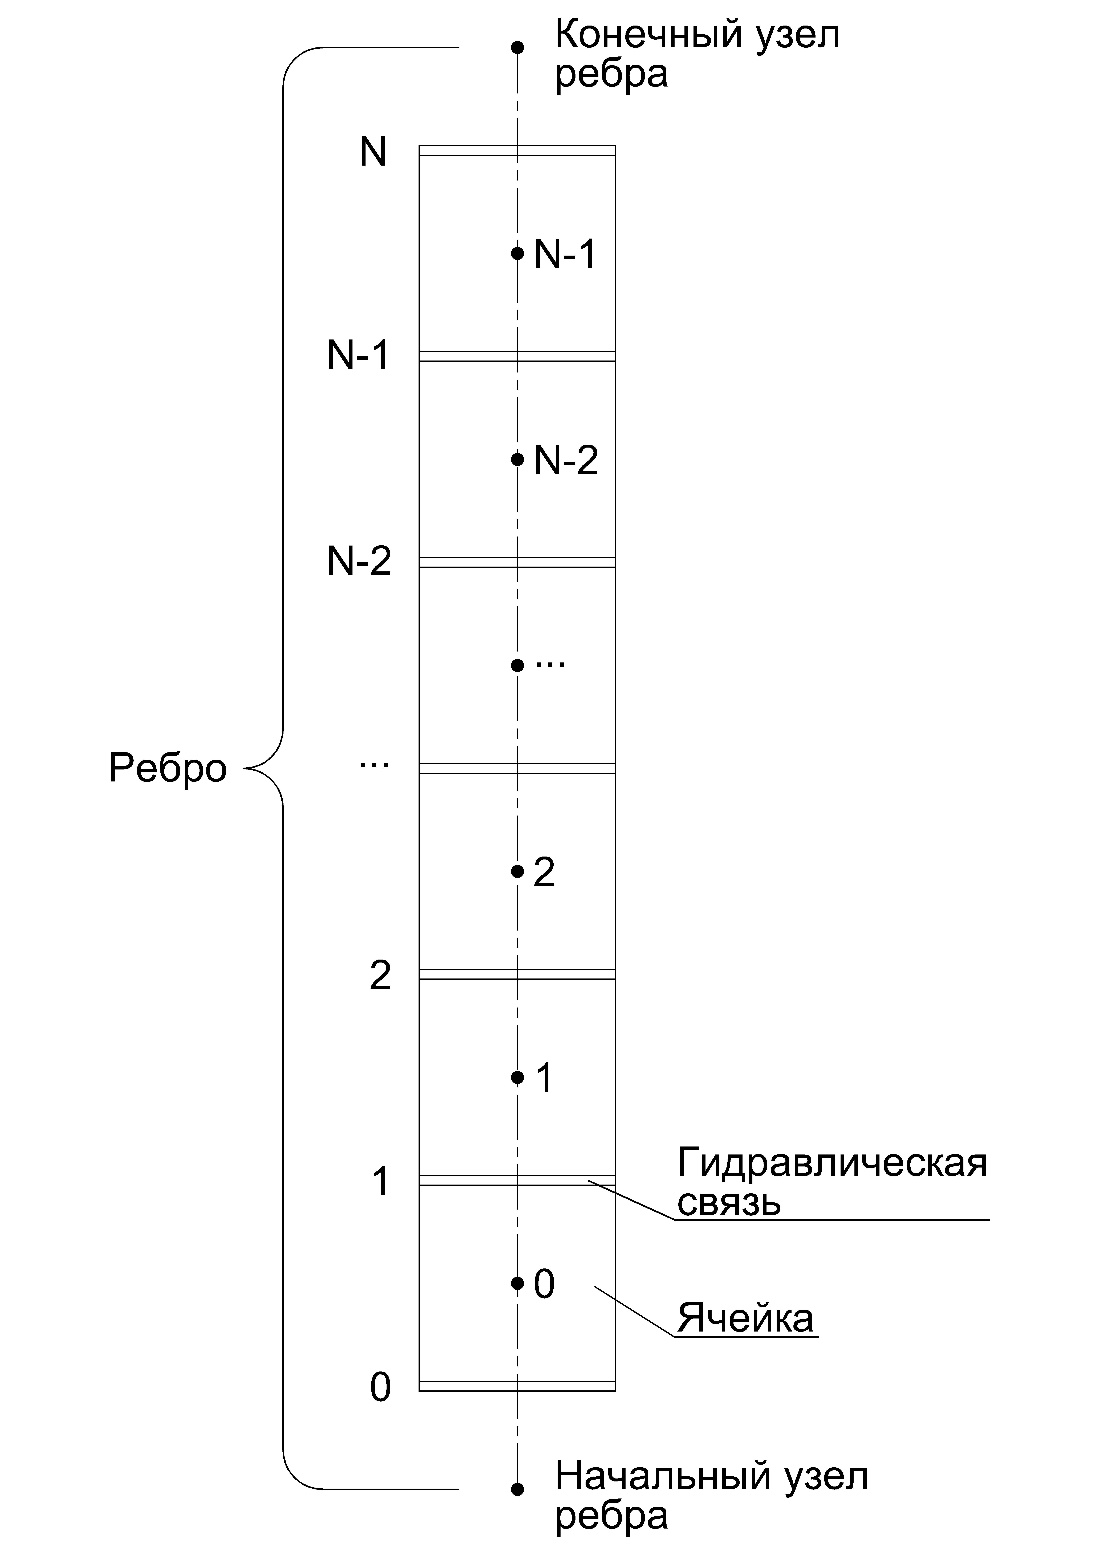 Конечный узел
ребра
N
N-1
N-1
N-2
N-2
...
Ребро
...
2
2
1
Гидравлическая
связь
1
0
Ячейка
0
Начальный узел
ребра